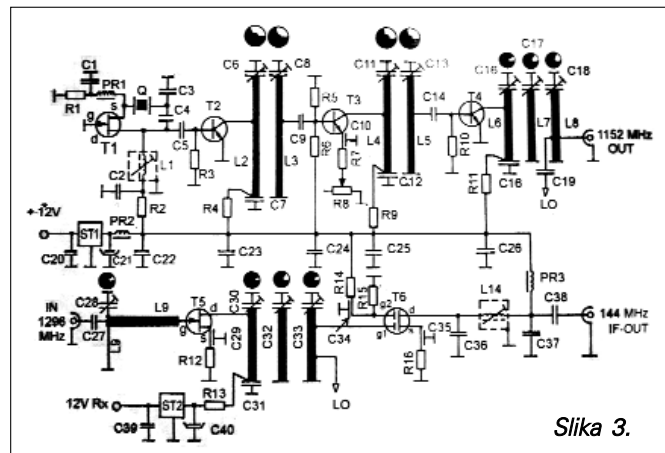 C1
R1
PR1
Q
C3
C4
g
s
d
T1
C5
T2
R3
L1
C2
R2
C6
C8
L2
L3
C7
R4
C9
R5
R6
T3
C10
R7
R8
C11
C13
L4
L5
C12
R9
C14
T4
R10
R11
C16
C17
C18
L6
L7
L8
C16
C19
LO
1152 MHz
OUT
+12V
ST1
PR2
C20
C21
C22
C23
C24
C25
C26
PR3
IN
1296
MHz
C28
C27
L9
L9
T5
g
d
s
R12
C30
C29
C32
C33
C31
LO
R14
R15
C34
T6
g2
g1
d
s
C35
R16
C36
L14
C37
C38
144 MHz
IF-OUT
12V Rx
C39
ST2
C40
R13
Slika 3.